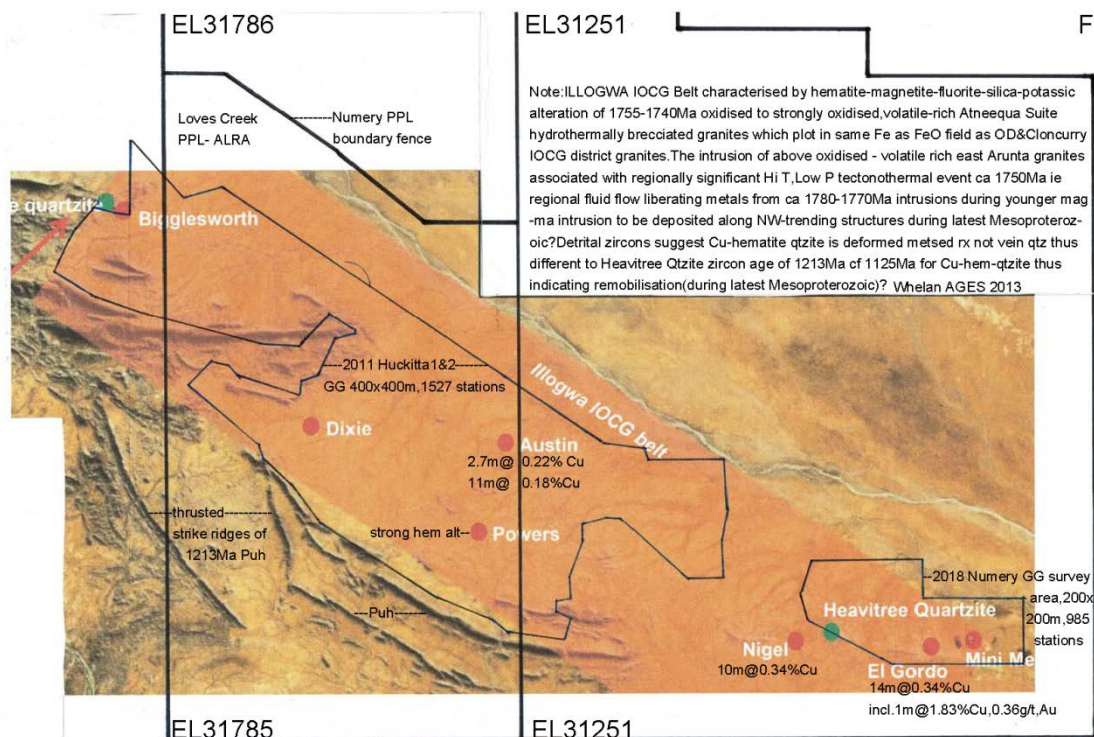 EL31786
EL31251
F
Note:ILLOGWA IOCG Belt characterised by hematite-magnetite-fluorite-silica-potassic
alteration of 1755-1740Ma oxidised to strongly oxidised,volatile-rich Atneequa Suite
hydrothermally brecciated granites which plot in same Fe as FeO field as OD&Cloncurry
IOCG district granites.The intrusion of above oxidised - volatile rich east Arunta granites
associated with regionally significant Hi T,Low P tectonothermal event ca 1750Ma ie
regional fluid flow liberating metals from ca 1780-1770Ma intrusions during younger mag
-ma intrusion to be deposited along NW-trending structures during latest Mesoproteroz-
oic?Detrital zircons suggest Cu-hematite qtzite is deformed metsed rx not vein qtz thus
different to Heavitree Qtzite zircon age of 1213Ma cf 1125Ma for Cu-hem-qtzite thus
indicating remobilisation(during latest Mesoproterozoic)? Whelan AGES 2013
Loves Creek
PPL- ALRA
-------Numery PPL
boundary fence
e quartzite
Bigglesworth
---2011 Huckitta1&2-------
GG 400x400m,1527 stations
Illogwa IOCG belt
Dixie
Austin
2.7m@ 0.22% Cu
11m@ 0.18%Cu
-----thrusted----------
strike ridges of
1213Ma Puh
strong hem alt--
Powers
---Puh-------
--2018 Numery GG survey
area,200x
200m,985
stations
Heavitree Quartzite
Nigel
10m@0.34%Cu
El Gordo
Mini Me
14m@0.34%Cu
incl.1m@1.83%Cu,0.36g/t,Au
EL31785
EL31251